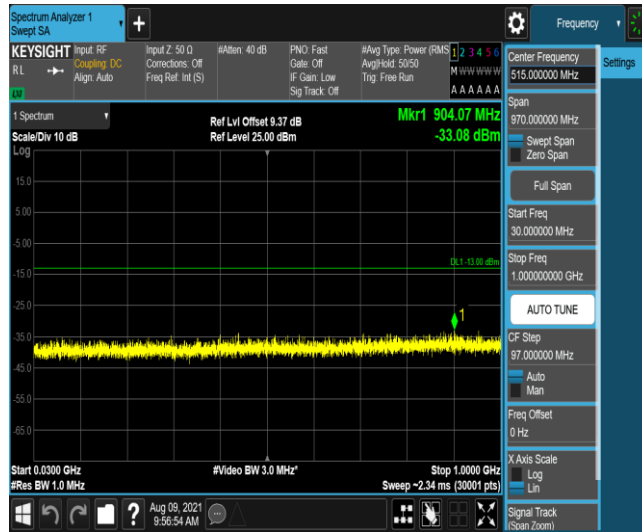 Spectrum Analyzer 1
Swept SA
Frequency
KEYSIGHT
RL
Input: RF
Coupling: DC
Align: Auto
Input Z: 50 Ω
Corrections: Off
Freq Ref: Int (S)
#Atten: 40 dB
PNO: Fast
Gate: Off
IF Gain: Low
Sig Track: Off
#Avg Type: Power (RMS
Avg|Hold: 50/50
Trig: Free Run
1 2 3 4 5 6
M W W W W W
A A A A A A
LXI
1 Spectrum
Scale/Div 10 dB
Log
Ref Lvl Offset 9.37 dB
Ref Level 25.00 dBm
Mkr1 904.07 MHz
-33.08 dBm
15.0
5.00
-5.00
DL1 -13.00 dBm
-15.0
-25.0
1
-35.0
-45.0
-55.0
-65.0
Start 0.0300 GHz
#Res BW 1.0 MHz
#Video BW 3.0 MHz*
Stop 1.0000 GHz
Sweep ~2.34 ms (30001 pts)
Aug 09, 2021
9:56:54 AM
Center Frequency
515.000000 MHz
Settings
Span
970.000000 MHz
Swept Span
Zero Span
Full Span
Start Freq
30.000000 MHz
Stop Freq
1.000000000 GHz
AUTO TUNE
CF Step
97.000000 MHz
Auto
Man
Freq Offset
0 Hz
X Axis Scale
Log
Lin
Signal Track
(Span Zoom)